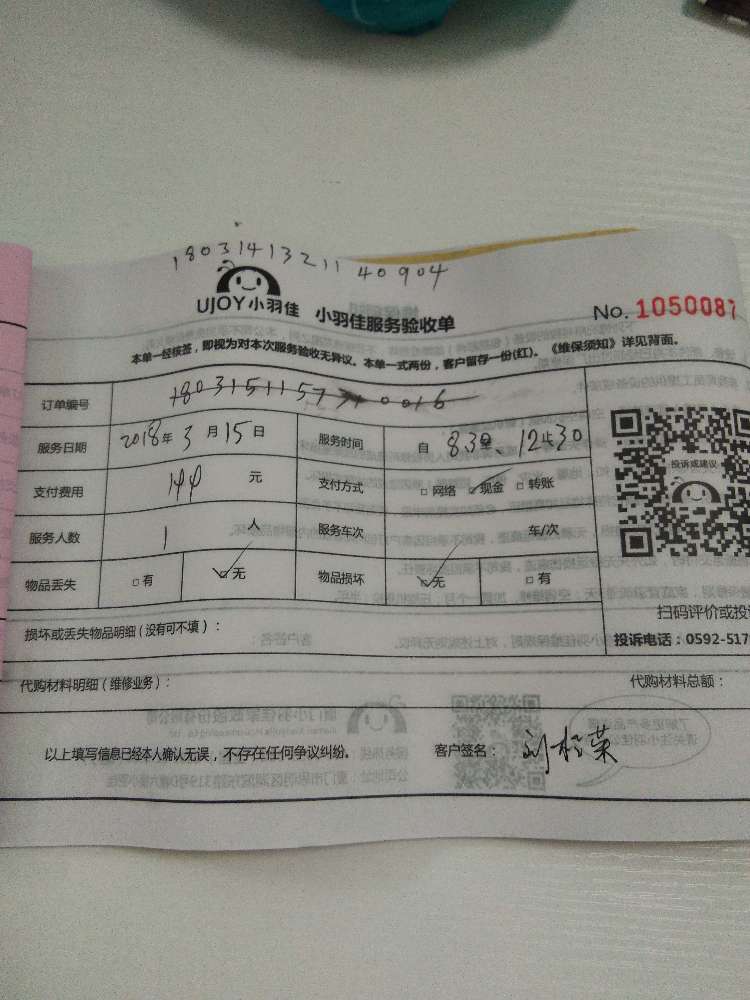 18031413211 40904
UJOY小羽佳 小羽佳服务验收单 No. 1050087
本单一经核签，即视为对本次服务验收无异议。本单一式两份，客户留存一份(红)。《维保须知》详见背面。
订单编号
服务日期 2018年3月15日 服务时间 自
支付费用 144 元 支付方式 □网络 □现金 □转账
投诉或建议
服务人数 1 人 服务车次 车/次
物品丢失 □有 □无 物品损坏 □无 □有
扫码评价或投
损坏或丢失物品明细（没有可不填）：
投诉电话：0592-517
代购材料明细（维修业务）： 代购材料总额：
以上填写信息已经本人确认无误，不存在任何争议纠纷。 客户签名：